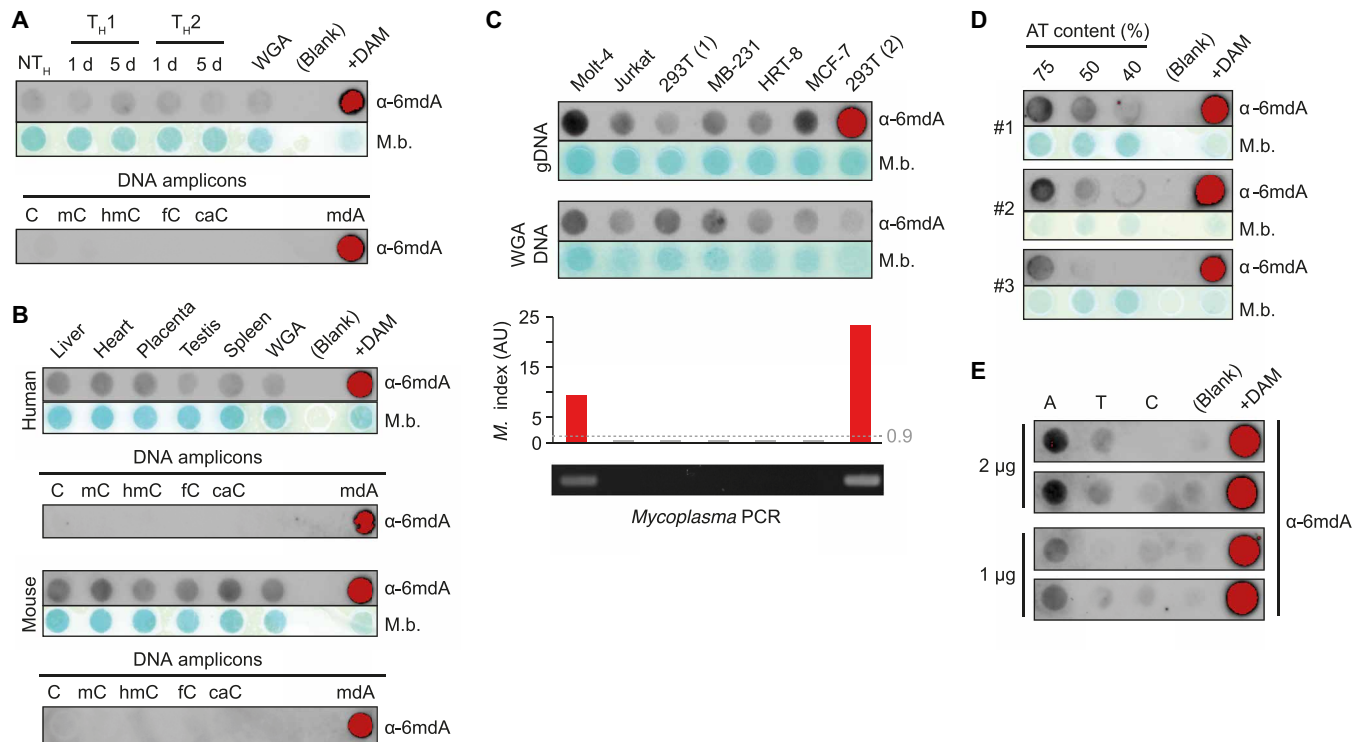 A
T_H1 T_H2
NT_H 1 d 5 d 1 d 5 d WGA (Blank) +DAM
α-6mdA
M.b.
DNA amplicons
C mC hmC fC caC mdA
α-6mdA
B
Liver Heart Placenta Testis Spleen WGA (Blank) +DAM
Human
α-6mdA
M.b.
DNA amplicons
C mC hmC fC caC mdA
α-6mdA
Mouse
α-6mdA
M.b.
DNA amplicons
C mC hmC fC caC mdA
α-6mdA
C
Molt-4 Jurkat 293T (1) MB-231 HRT-8 MCF-7 293T (2)
gDNA
α-6mdA
M.b.
WGA
DNA
α-6mdA
M.b.
M. index (AU)
25
15
5
0
0.9
Mycoplasma PCR
D
AT content (%)
75 50 40 (Blank) +DAM
#1
α-6mdA
M.b.
#2
α-6mdA
M.b.
#3
α-6mdA
M.b.
E
A T C (Blank) +DAM
2 µg
1 µg
α-6mdA